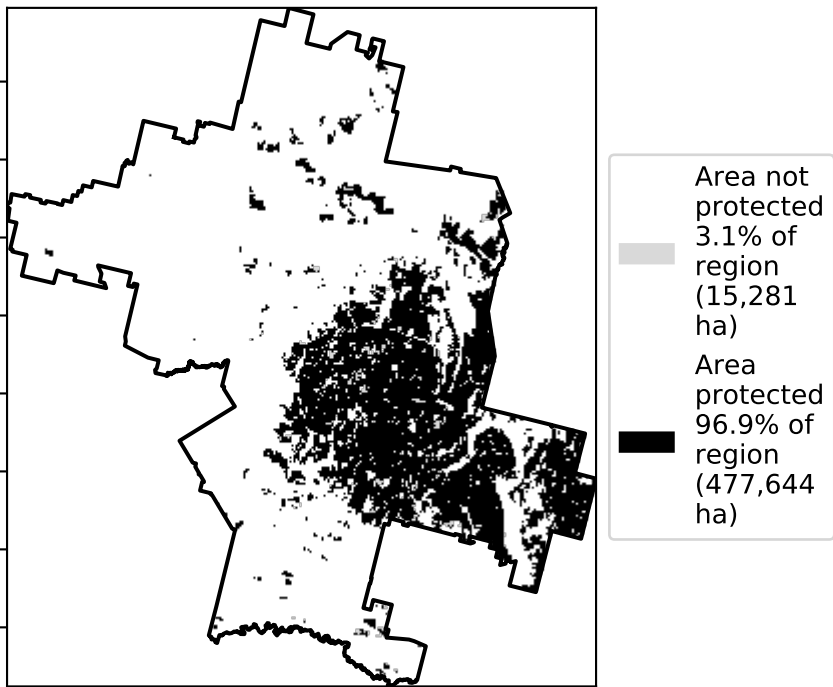 Area not
protected
3.1% of
region
(15,281
ha)
Area
protected
96.9% of
region
(477,644
ha)